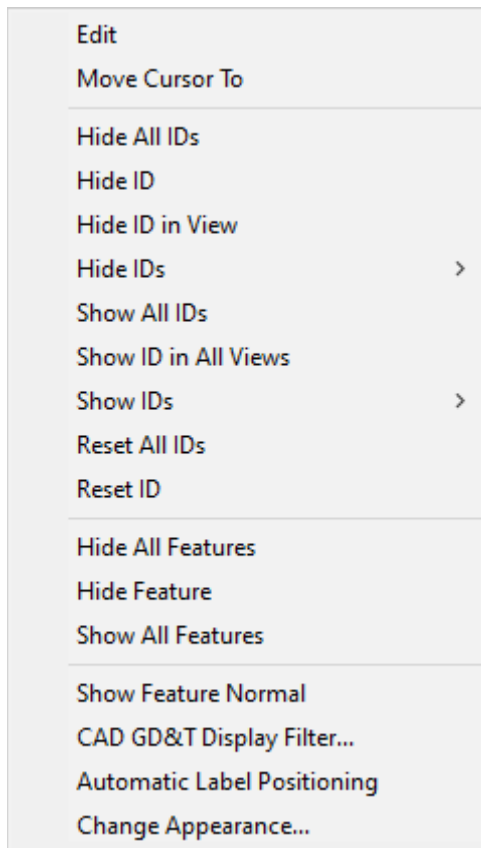 Edit
Move Cursor To
Hide All IDs
Hide ID
Hide ID in View
Hide IDs
Show All IDs
Show ID in All Views
Show IDs
Reset All IDs
Reset ID
Hide All Features
Hide Feature
Show All Features
Show Feature Normal
CAD GD&T Display Filter...
Automatic Label Positioning
Change Appearance...